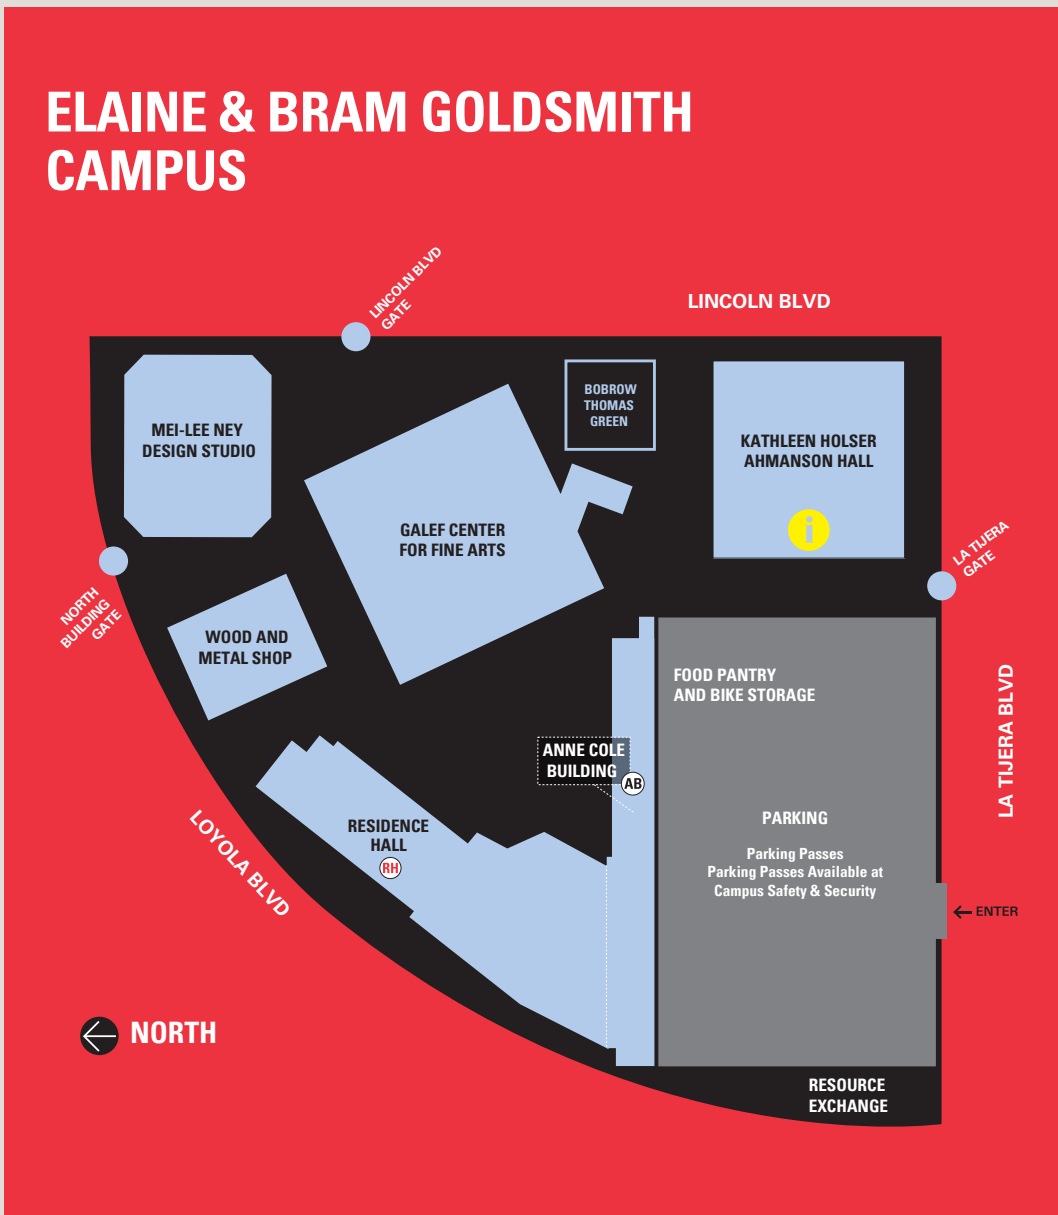 ELAINE & BRAM GOLDSMITH
CAMPUS
LINCOLN BLVD
GATE
LINCOLN BLVD
MEI-LEE NEY
DESIGN STUDIO
BOBROW
THOMAS
GREEN
KATHLEEN HOLSER
AHMANSON HALL
i
GALEF CENTER
FOR FINE ARTS
LA TIJERA
GATE
NORTH
BUILDING
GATE
WOOD AND
METAL SHOP
FOOD PANTRY
AND BIKE STORAGE
LA TIJERA BLVD
ANNE COLE
BUILDING
AB
RESIDENCE
HALL
RH
PARKING
Parking Passes
Parking Passes Available at
Campus Safety & Security
LOYOLA BLVD
ENTER
NORTH
RESOURCE
EXCHANGE